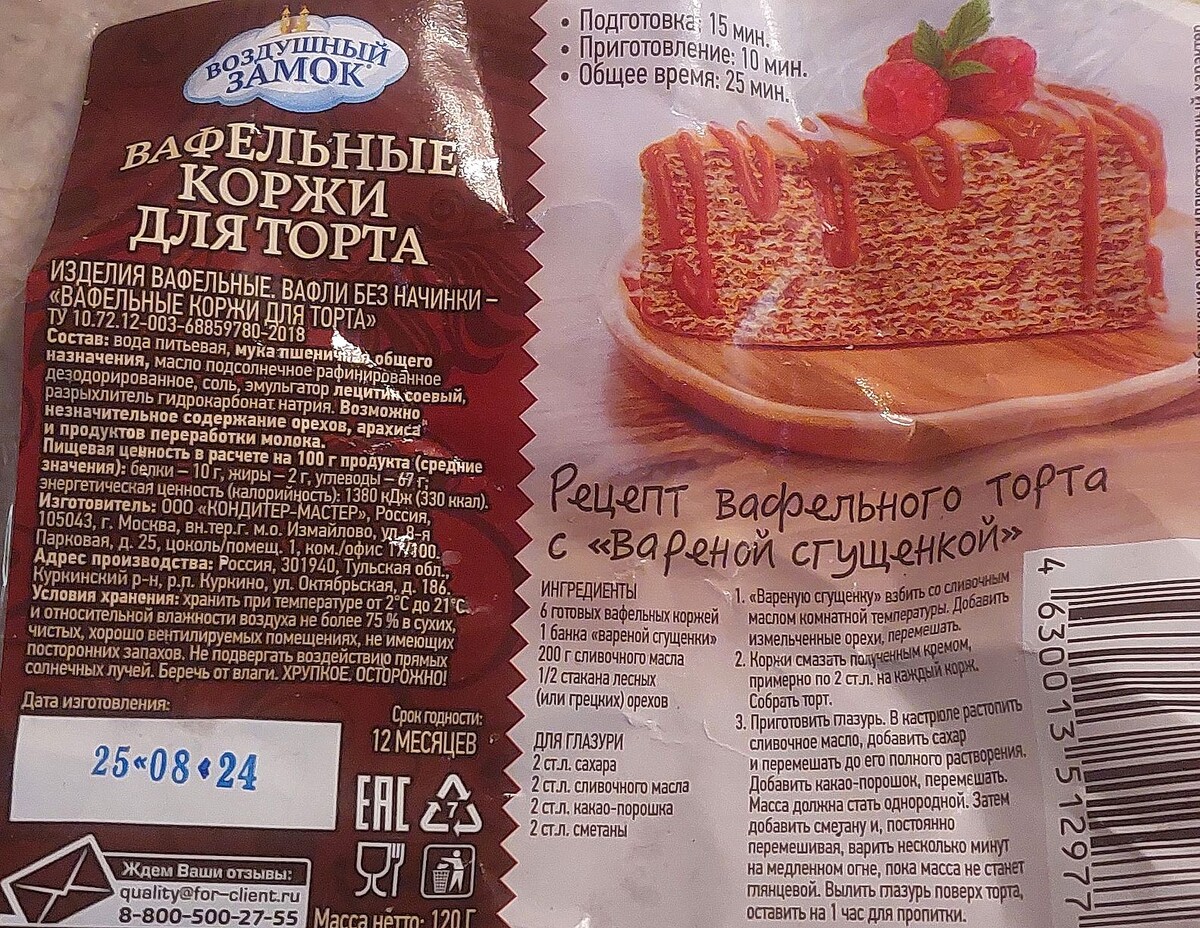 ВОЗДУШНЫЙ
ЗАМОК®
ВАФЕЛЬНЫЕ
КОРЖИ
ДЛЯ ТОРТА
ИЗДЕЛИЯ ВАФЕЛЬНЫЕ. ВАФЛИ БЕЗ НАЧИНКИ –
«ВАФЕЛЬНЫЕ КОРЖИ ДЛЯ ТОРТА»
ТУ 10.72.12-003-68859780-2018
Состав: вода питьевая, мука пшеничная общего
назначения, масло подсолнечное рафинированное
дезодорированное, соль, эмульгатор лецитин соевый,
разрыхлитель гидрокарбонат натрия. Возможно
незначительное содержание орехов, арахиса
и продуктов переработки молока.
Пищевая ценность в расчете на 100 г продукта (средние
значения): белки – 10 г, жиры – 2 г, углеводы – 67 г;
энергетическая ценность (калорийность): 1380 кДж (330 ккал).
Изготовитель: ООО «КОНДИТЕР-МАСТЕР», Россия,
105043, г. Москва, вн.тер.г. м.о. Измайлово, ул. 8-я
Парковая, д. 25, цоколь/помещ. 1, ком./офис 17/100.
Адрес производства: Россия, 301940, Тульская обл.,
Куркинский р-н, р.п. Куркино, ул. Октябрьская, д. 186.
Условия хранения: хранить при температуре от 2°С до 21°С
и относительной влажности воздуха не более 75 % в сухих,
чистых, хорошо вентилируемых помещениях, не имеющих
посторонних запахов. Не подвергать воздействию прямых
солнечных лучей. Беречь от влаги. ХРУПКОЕ. ОСТОРОЖНО!
Дата изготовления:
25«08«24
Срок годности:
12 МЕСЯЦЕВ
EAC
7
Ждем Ваши отзывы:
quality@for-client.ru
8-800-500-27-55
Масса нетто: 120 Г
• Подготовка: 15 мин.
• Приготовление: 10 мин.
• Общее время: 25 мин.
Рецепт вафельного торта
с «Вареной сгущенкой»
ИНГРЕДИЕНТЫ
6 готовых вафельных коржей
1 банка «вареной сгущенки»
200 г сливочного масла
1/2 стакана лесных
(или грецких) орехов
ДЛЯ ГЛАЗУРИ
2 ст.л. сахара
2 ст.л. сливочного масла
2 ст.л. какао-порошка
2 ст.л. сметаны
1. «Вареную сгущенку» взбить со сливочным
маслом комнатной температуры. Добавить
измельченные орехи, перемешать.
2. Коржи смазать полученным кремом,
примерно по 2 ст.л. на каждый корж.
Собрать торт.
3. Приготовить глазурь. В кастрюле растопить
сливочное масло, добавить сахар
и перемешать до его полного растворения.
Добавить какао-порошок, перемешать.
Масса должна стать однородной. Затем
добавить сметану и, постоянно
перемешивая, варить несколько минут
на медленном огне, пока масса не станет
глянцевой. Вылить глазурь поверх торта,
оставить на 1 час для пропитки.
4 630013 512977